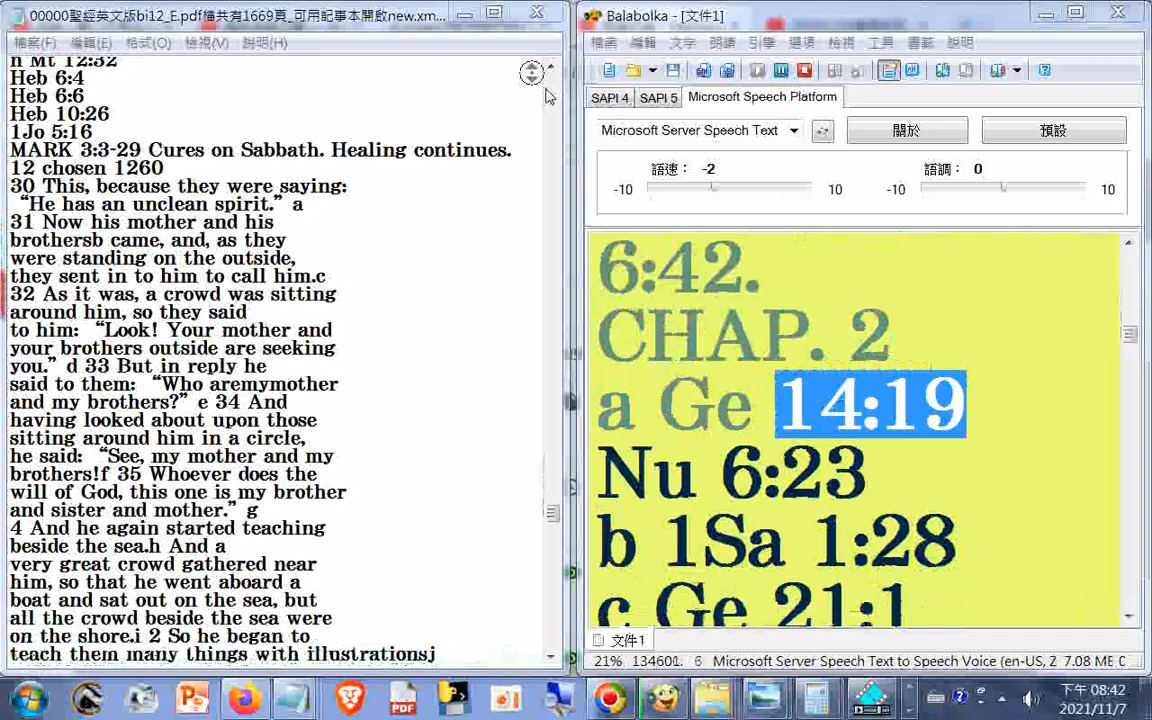 00000聖經英文版bi12_E.pdf檔共有1669頁_可用記事本開啟new.xm...
檔案(F) 編輯(E) 格式(O) 檢視(V) 說明(H)
n Mt 12:32
Heb 6:4
Heb 6:6
Heb 10:26
1Jo 5:16
MARK 3:3-29 Cures on Sabbath. Healing continues.
12 chosen 1260
30 This, because they were saying:
“He has an unclean spirit.” a
31 Now his mother and his
brothersb came, and, as they
were standing on the outside,
they sent in to him to call him.c
32 As it was, a crowd was sitting
around him, so they said
to him: “Look! Your mother and
your brothers outside are seeking
you.” d 33 But in reply he
said to them: “Who aremymother
and my brothers?” e 34 And
having looked about upon those
sitting around him in a circle,
he said: “See, my mother and my
brothers!f 35 Whoever does the
will of God, this one is my brother
and sister and mother.” g
4 And he again started teaching
beside the sea.h And a
very great crowd gathered near
him, so that he went aboard a
boat and sat out on the sea, but
all the crowd beside the sea were
on the shore.i 2 So he began to
teach them many things with illustrationsj
Balabolka - [文件1]
檔案 編輯 文字 朗讀 引擎 選項 檢視 工具 書籤 說明
SAPI 4 SAPI 5 Microsoft Speech Platform
Microsoft Server Speech Text 關於 預設
語速： -2 語調： 0
-10 10 -10 10
6:42.
CHAP. 2
a Ge 14:19
Nu 6:23
b 1Sa 1:28
c Ge 21:1
文件1
21% 134601. 6 Microsoft Server Speech Text to Speech Voice (en-US, Z 7.08 ME C
PDF
下午 08:42
2021/11/7